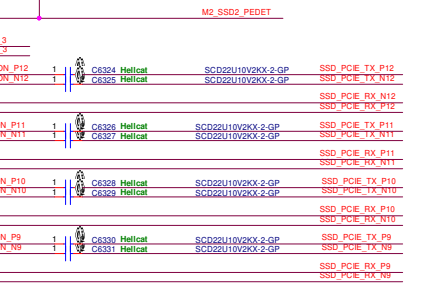 M2_SSD2_PEDET
_3
_3
ON_P12 1 C6324 Hellcat SCD22U10V2KX-2-GP SSD_PCIE_TX_P12
ON_N12 1 C6325 Hellcat SSD_PCIE_TX_N12
SSD_PCIE_RX_N12
SSD_PCIE_RX_P12
N_P11 1 C6326 Hellcat SCD22U10V2KX-2-GP SSD_PCIE_TX_P11
N_N11 1 C6327 Hellcat SCD22U10V2KX-2-GP SSD_PCIE_TX_N11
SSD_PCIE_RX_P11
SSD_PCIE_RX_N11
N_P10 1 C6328 Hellcat SCD22U10V2KX-2-GP SSD_PCIE_TX_P10
N_N10 1 C6329 Hellcat SCD22U10V2KX-2-GP SSD_PCIE_TX_N10
SSD_PCIE_RX_P10
SSD_PCIE_RX_N10
N_P9 1 C6330 Hellcat SCD22U10V2KX-2-GP SSD_PCIE_TX_P9
N_N9 1 C6331 Hellcat SCD22U10V2KX-2-GP SSD_PCIE_TX_N9
SSD_PCIE_RX_P9
SSD_PCIE_RX_N9